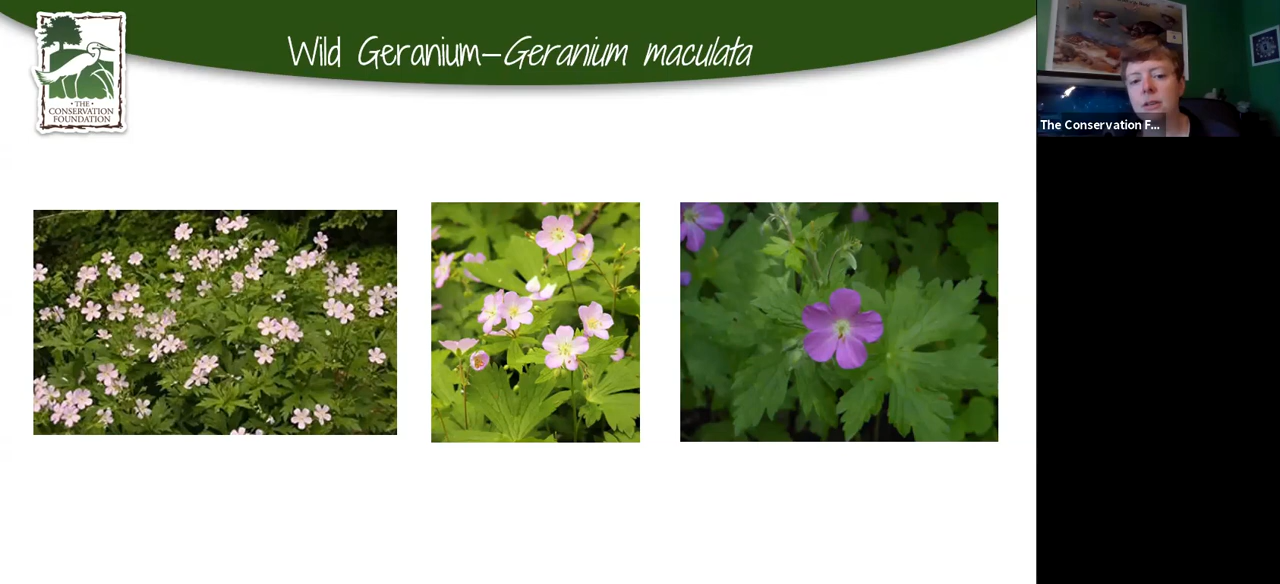 Wild Geranium–Geranium maculata
• THE •
CONSERVATION
FOUNDATION
The Conservation F...